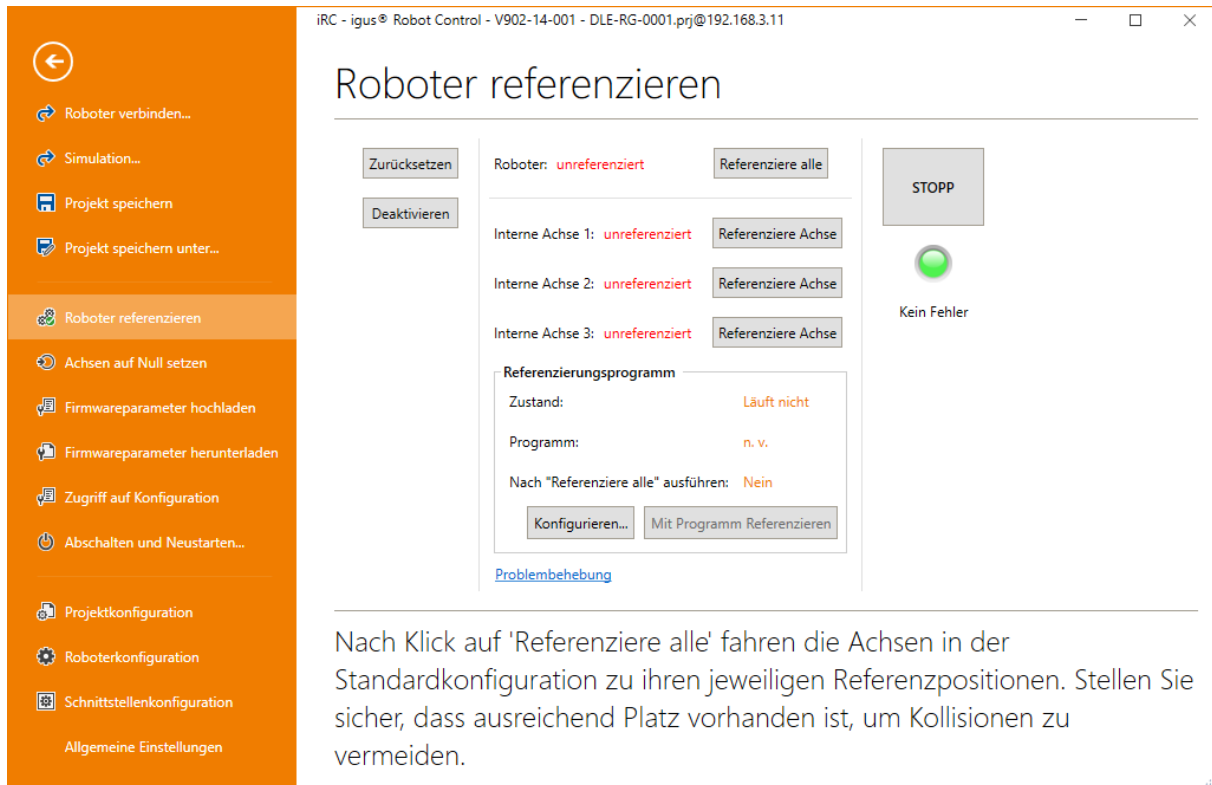 iRC - igus® Robot Control - V902-14-001 - DLE-RG-0001.prj@192.168.3.11
Roboter verbinden...
Simulation...
Projekt speichern
Projekt speichern unter...
Roboter referenzieren
Achsen auf Null setzen
Firmwareparameter hochladen
Firmwareparameter herunterladen
Zugriff auf Konfiguration
Abschalten und Neustarten...
Projektkonfiguration
Roboterkonfiguration
Schnittstellenkonfiguration
Allgemeine Einstellungen
Roboter referenzieren
Zurücksetzen
Deaktivieren
Roboter: unreferenziert Referenziere alle
Interne Achse 1: unreferenziert Referenziere Achse
Interne Achse 2: unreferenziert Referenziere Achse
Interne Achse 3: unreferenziert Referenziere Achse
Referenzierungsprogramm
Zustand: Läuft nicht
Programm: n. v.
Nach "Referenziere alle" ausführen: Nein
Konfigurieren... Mit Programm Referenzieren
Problembehebung
STOPP
Kein Fehler
Nach Klick auf 'Referenziere alle' fahren die Achsen in der
Standardkonfiguration zu ihren jeweiligen Referenzpositionen. Stellen Sie
sicher, dass ausreichend Platz vorhanden ist, um Kollisionen zu
vermeiden.